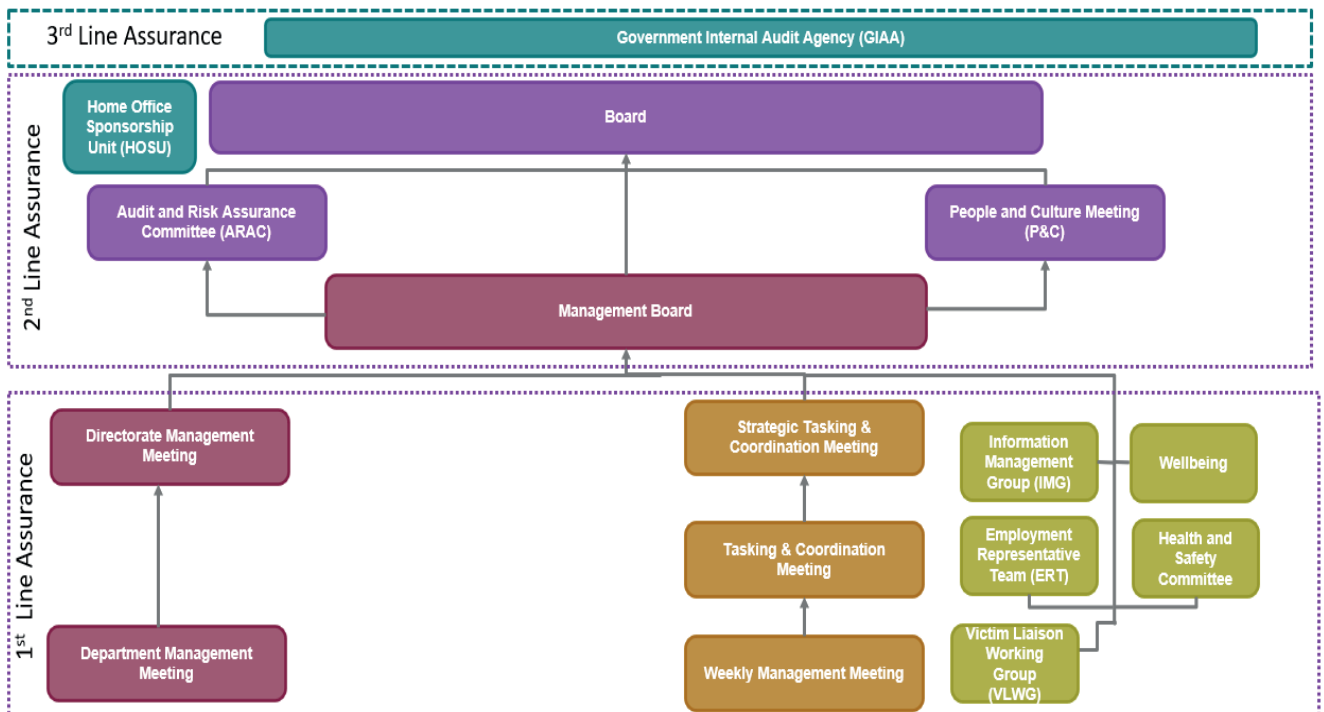 3rd Line Assurance
Government Internal Audit Agency (GIAA)
2nd Line Assurance
Home Office
Sponsorship
Unit (HOSU)
Board
Audit and Risk Assurance
Committee (ARAC)
People and Culture Meeting
(P&C)
Management Board
1st Line Assurance
Directorate Management
Meeting
Strategic Tasking &
Coordination Meeting
Information
Management
Group (IMG)
Wellbeing
Tasking & Coordination
Meeting
Employment
Representative
Team (ERT)
Health and
Safety
Committee
Department Management
Meeting
Weekly Management Meeting
Victim Liaison
Working
Group
(VLWG)